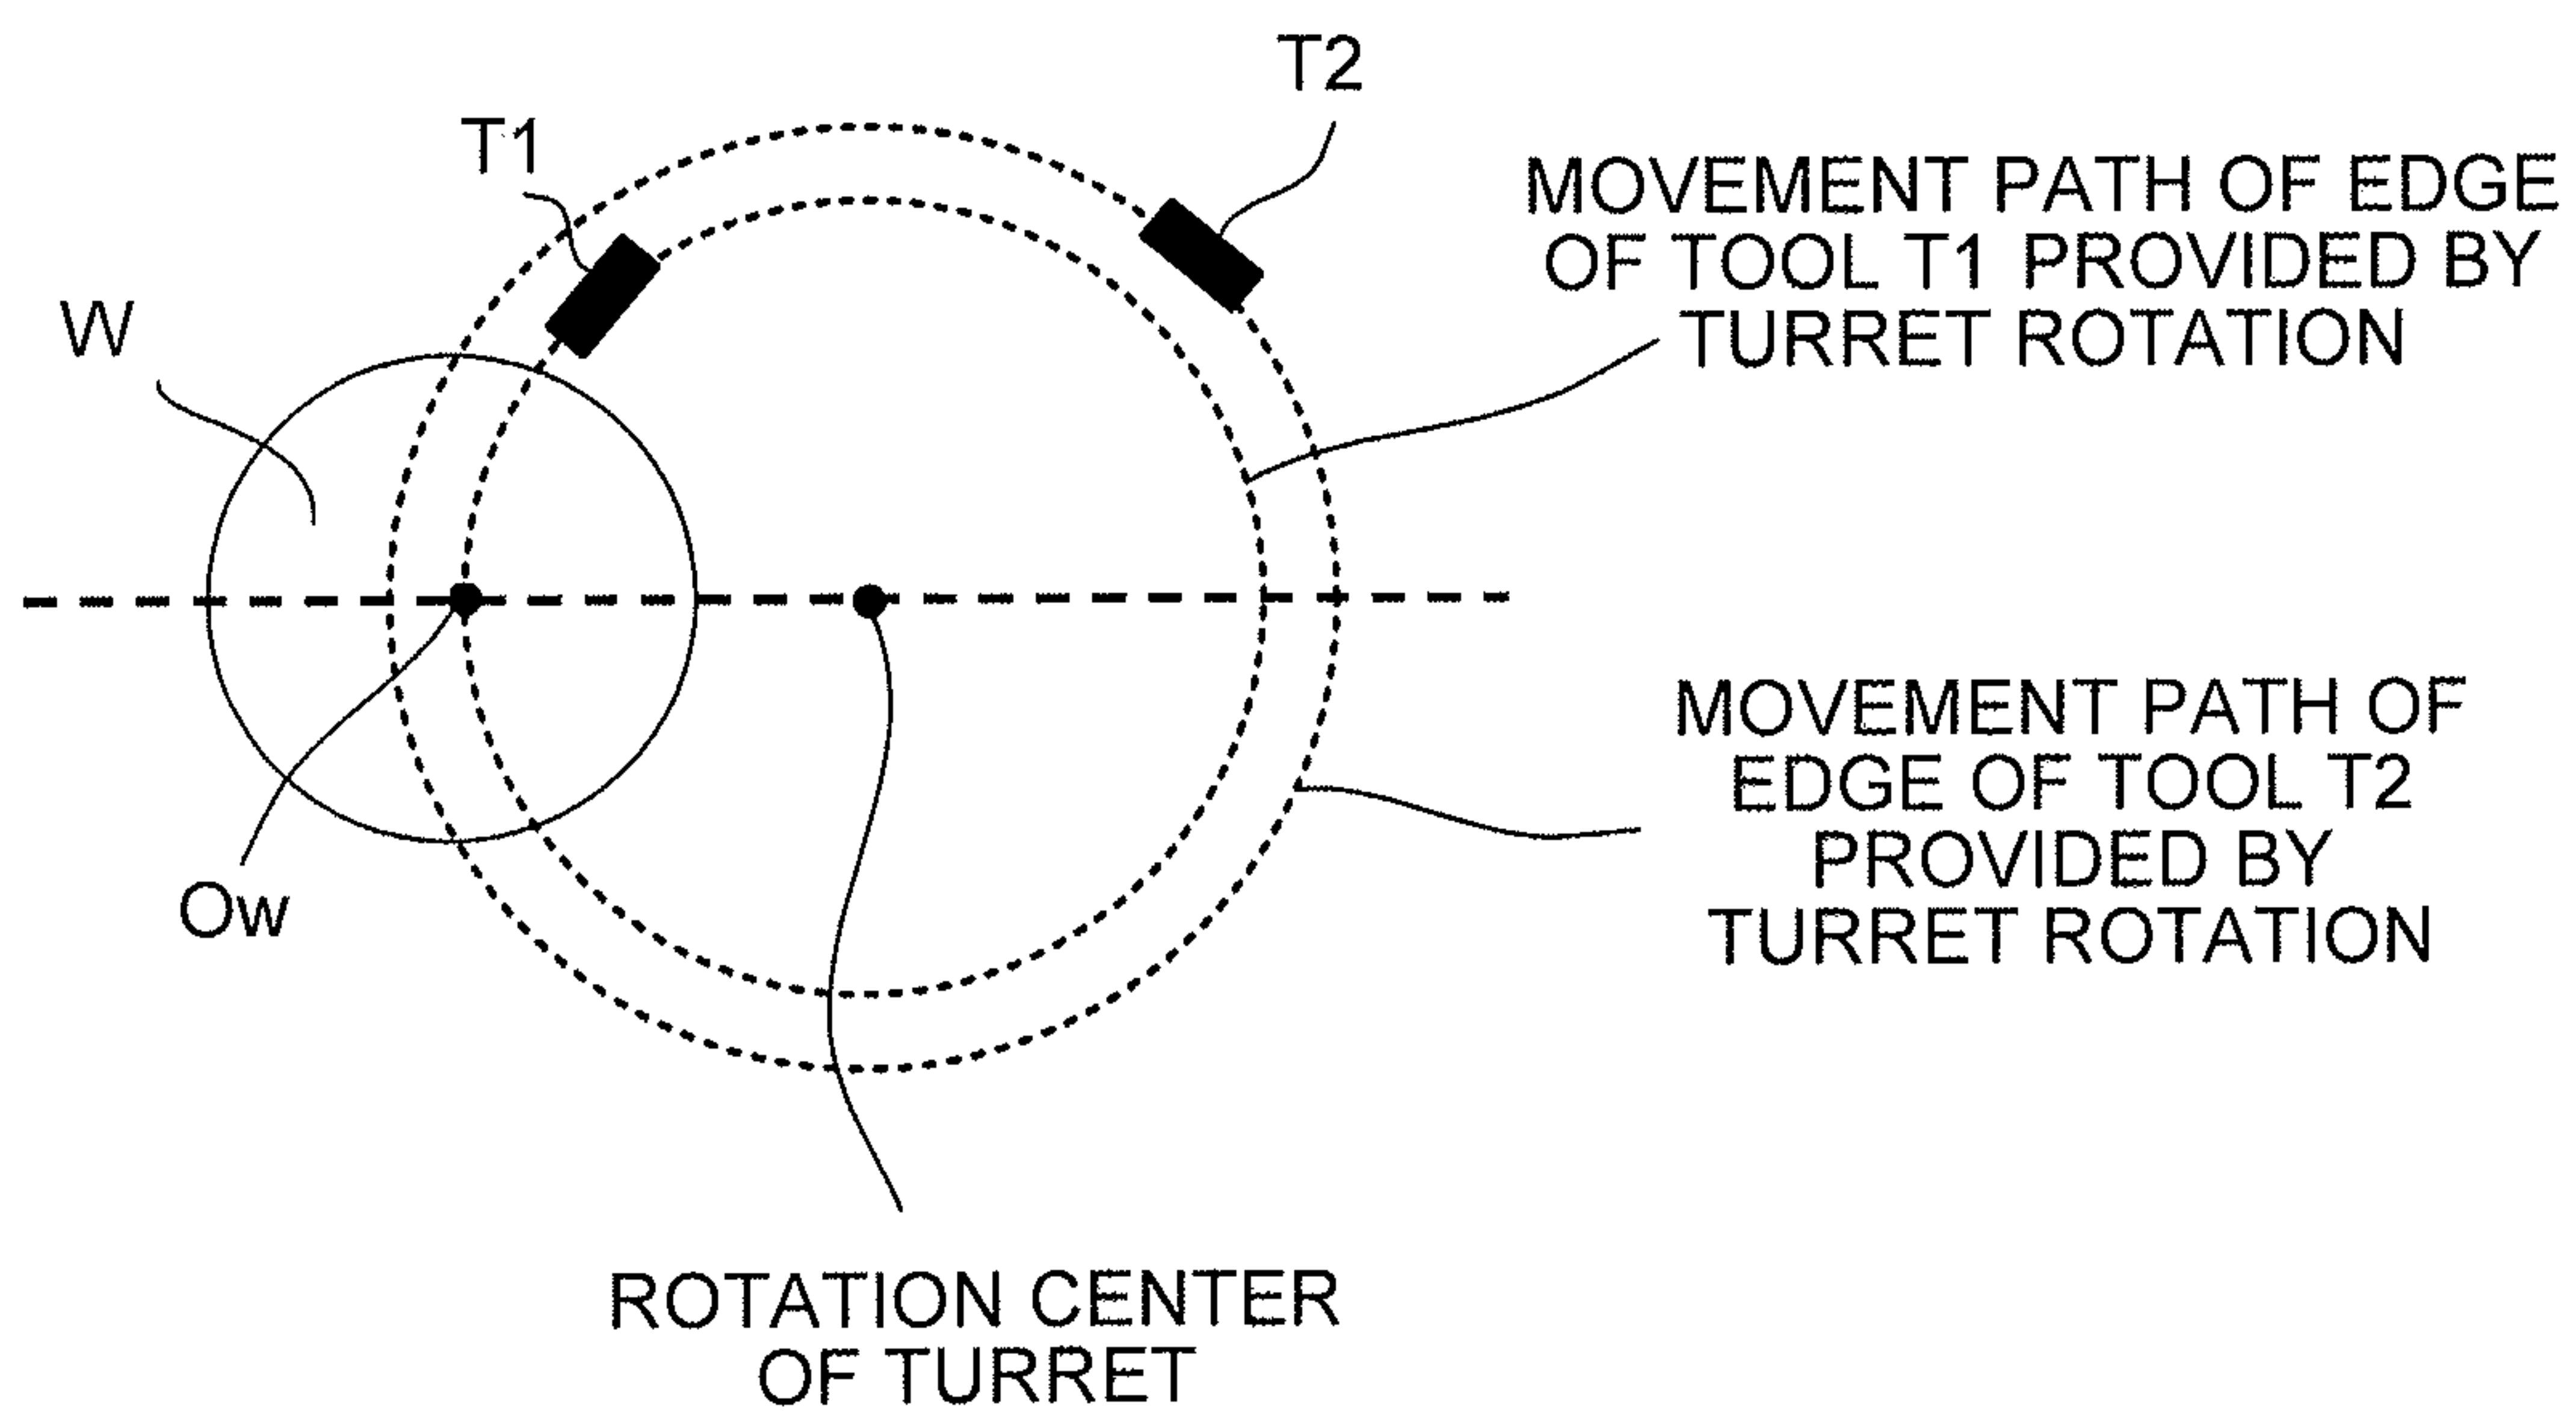 T2
T1
MOVEMENT PATH OF EDGE
OF TOOL T1 PROVIDED BY
TURRET ROTATION
W
MOVEMENT PATH OF
EDGE OF TOOL T2
PROVIDED BY
TURRET ROTATION
Ow
ROTATION CENTER
OF TURRET